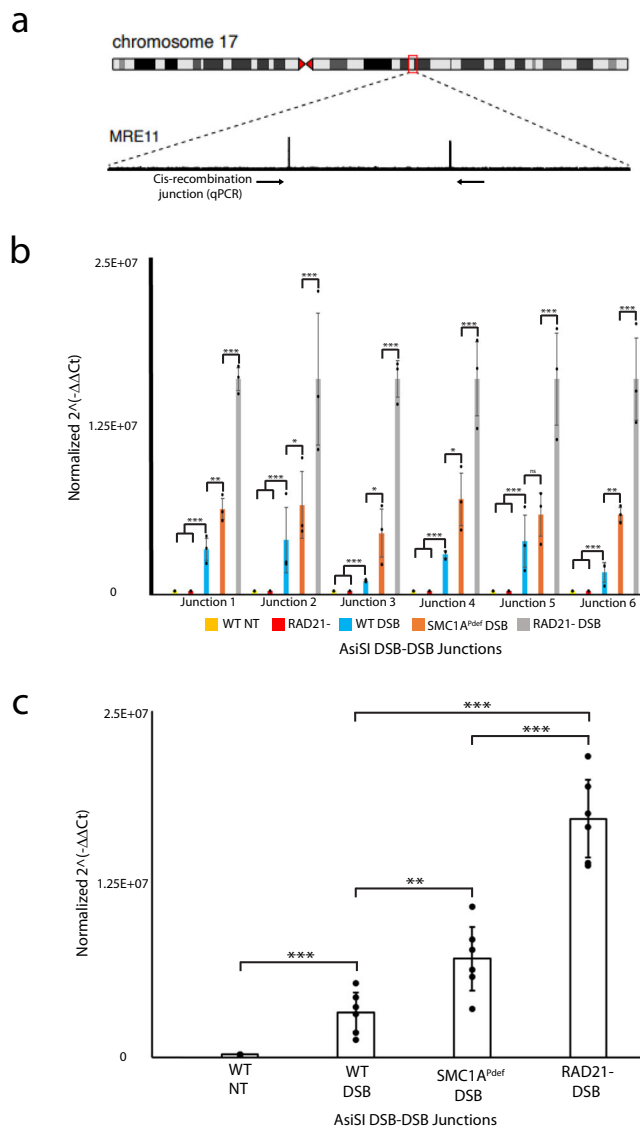 a
chromosome 17
MRE11
Cis-recombination
junction (qPCR)
b
2.5E+07
1.25E+07
0
Normalized 2^(-ΔΔCt)
*** ** ***
*** * ***
*** * ***
*** * ***
*** ns ***
*** ** ***
Junction 1 Junction 2 Junction 3 Junction 4 Junction 5 Junction 6
WT NT RAD21- WT DSB SMC1A^Pdef DSB RAD21- DSB
AsiSI DSB-DSB Junctions
c
2.5E+07
1.25E+07
0
Normalized 2^(-ΔΔCt)
***
***
**
***
WT NT
WT DSB
SMC1A^Pdef DSB
RAD21- DSB
AsiSI DSB-DSB Junctions